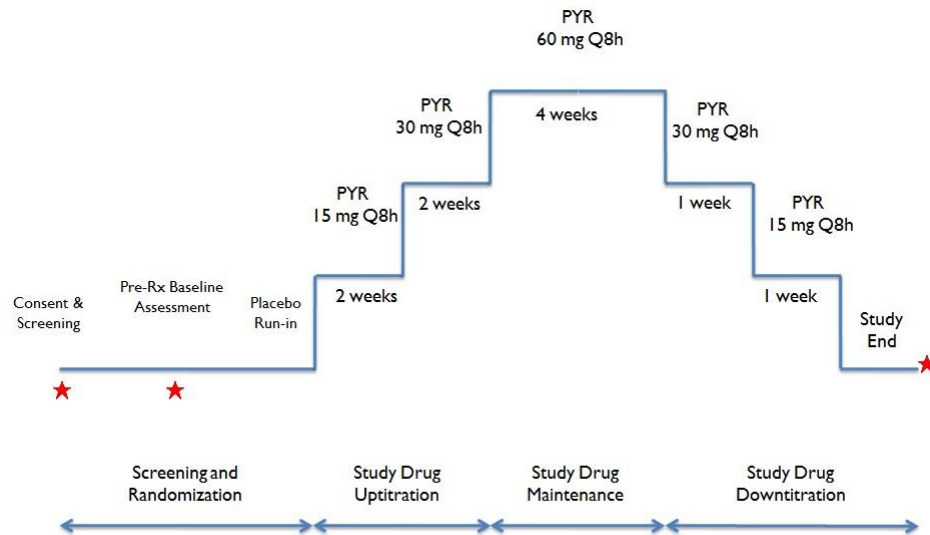 PYR
60 mg Q8h
PYR
30 mg Q8h
4 weeks
PYR
30 mg Q8h
PYR
15 mg Q8h
2 weeks
1 week
PYR
15 mg Q8h
Consent &
Screening
Pre-Rx Baseline
Assessment
Placebo
Run-in
2 weeks
1 week
Study
End
Screening and
Randomization
Study Drug
Uptitration
Study Drug
Maintenance
Study Drug
Downtitration